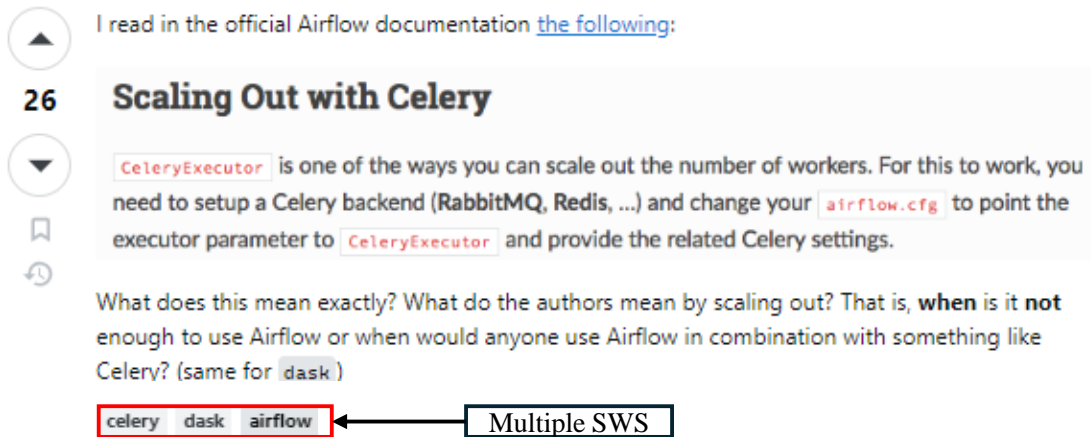 I read in the official Airflow documentation the following:
26
Scaling Out with Celery
CeleryExecutor is one of the ways you can scale out the number of workers. For this to work, you
need to setup a Celery backend (RabbitMQ, Redis, ...) and change your airflow.cfg to point the
executor parameter to CeleryExecutor and provide the related Celery settings.
What does this mean exactly? What do the authors mean by scaling out? That is, when is it not
enough to use Airflow or when would anyone use Airflow in combination with something like
Celery? (same for dask)
celery dask airflow Multiple SWS